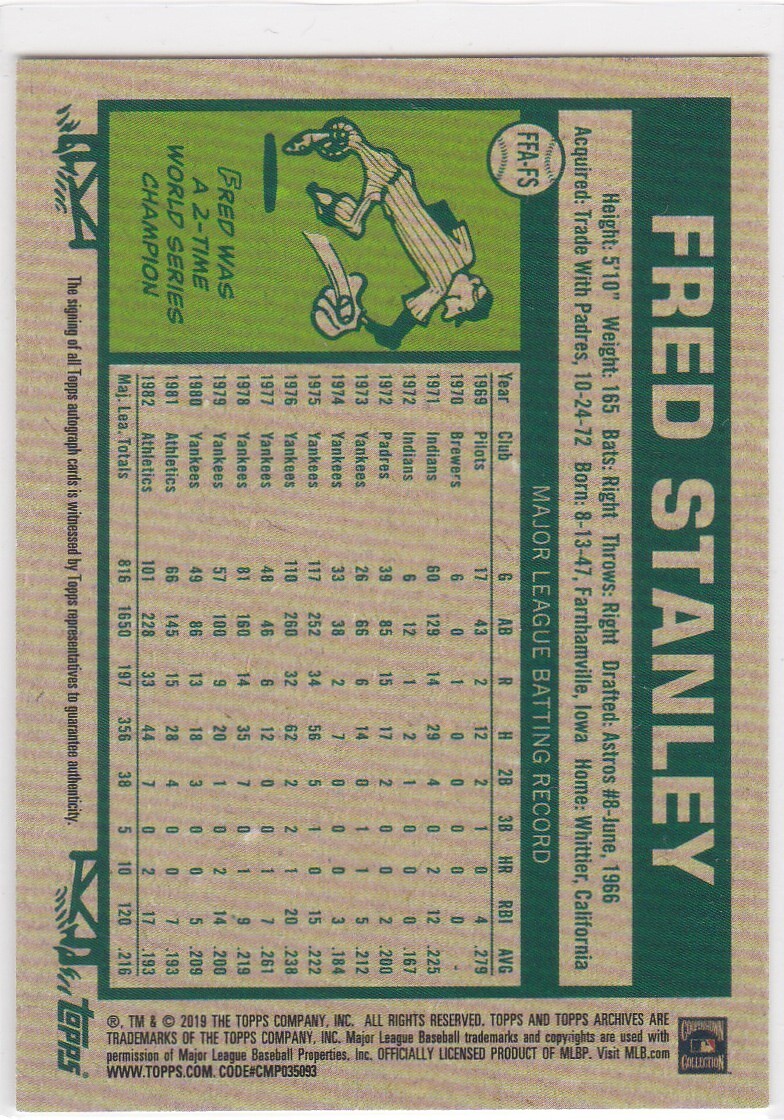 FRED STANLEY
FFA-FS
Height: 5'10" Weight: 165 Bats: Right Throws: Right Drafted: Astros #8-June, 1966
Acquired: Trade With Padres, 10-24-72 Born: 8-13-47, Farnhamville, Iowa Home: Whittier, California
FRED WAS
A 2-TIME
WORLD SERIES
CHAMPION
MAJOR LEAGUE BATTING RECORD
Year Club G AB R H 2B 3B HR RBI AVG
1969 Pilots 17 43 2 12 2 1 0 4 .279
1970 Brewers 6 0 1 0 0 0 0 0
1971 Indians 60 129 14 29 4 0 2 12 .225
1972 Indians 6 12 1 2 1 0 0 0 .167
1972 Padres 39 85 15 17 2 0 0 2 .200
1973 Yankees 26 66 6 14 0 1 1 5 .212
1974 Yankees 33 38 2 7 0 0 0 3 .184
1975 Yankees 117 252 34 56 5 1 0 15 .222
1976 Yankees 110 260 32 62 2 2 1 20 .238
1977 Yankees 48 46 6 12 0 0 1 7 .261
1978 Yankees 81 160 14 35 7 0 1 9 .219
1979 Yankees 57 100 9 20 1 0 2 14 .200
1980 Yankees 49 86 13 18 3 0 0 5 .209
1981 Athletics 66 145 15 28 4 0 0 7 .193
1982 Athletics 101 228 33 44 7 0 2 17 .193
Maj. Lea. Totals 816 1650 197 356 38 5 10 120 .216
The signing of all Topps autograph cards is witnessed by Topps representatives to guarantee authenticity.
COOPERSTOWN
COLLECTION
®, TM & © 2019 THE TOPPS COMPANY, INC. ALL RIGHTS RESERVED. TOPPS AND TOPPS ARCHIVES ARE
TRADEMARKS OF THE TOPPS COMPANY, INC. Major League Baseball trademarks and copyrights are used with
permission of Major League Baseball Properties, Inc. OFFICIALLY LICENSED PRODUCT OF MLBP. Visit MLB.com
WWW.TOPPS.COM. CODE#CMP035093
topps®